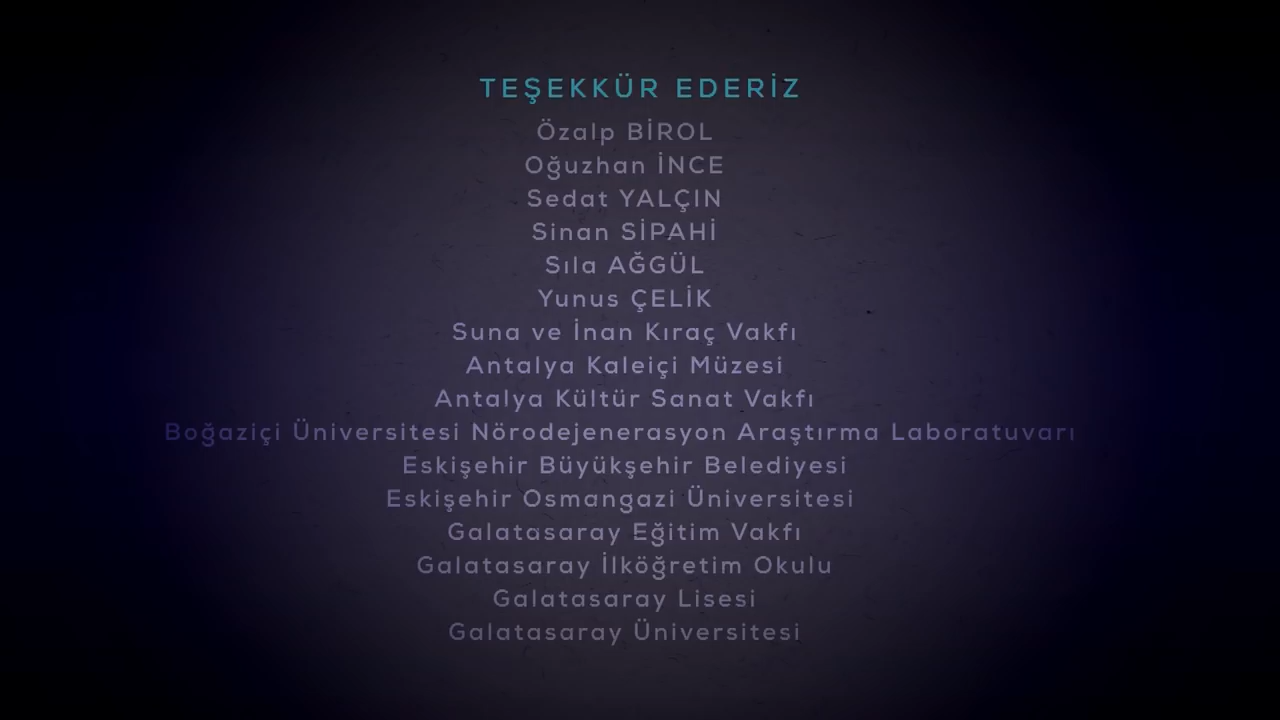 TEŞEKKÜR EDERİZ
Özalp BİROL
Oğuzhan İNCE
Sedat YALÇIN
Sinan SİPAHİ
Sıla AĞGÜL
Yunus ÇELİK
Suna ve İnan Kıraç Vakfı
Antalya Kaleiçi Müzesi
Antalya Kültür Sanat Vakfı
Boğaziçi Üniversitesi Nörodejenerasyon Araştırma Laboratuvarı
Eskişehir Büyükşehir Belediyesi
Eskişehir Osmangazi Üniversitesi
Galatasaray Eğitim Vakfı
Galatasaray İlköğretim Okulu
Galatasaray Lisesi
Galatasaray Üniversitesi